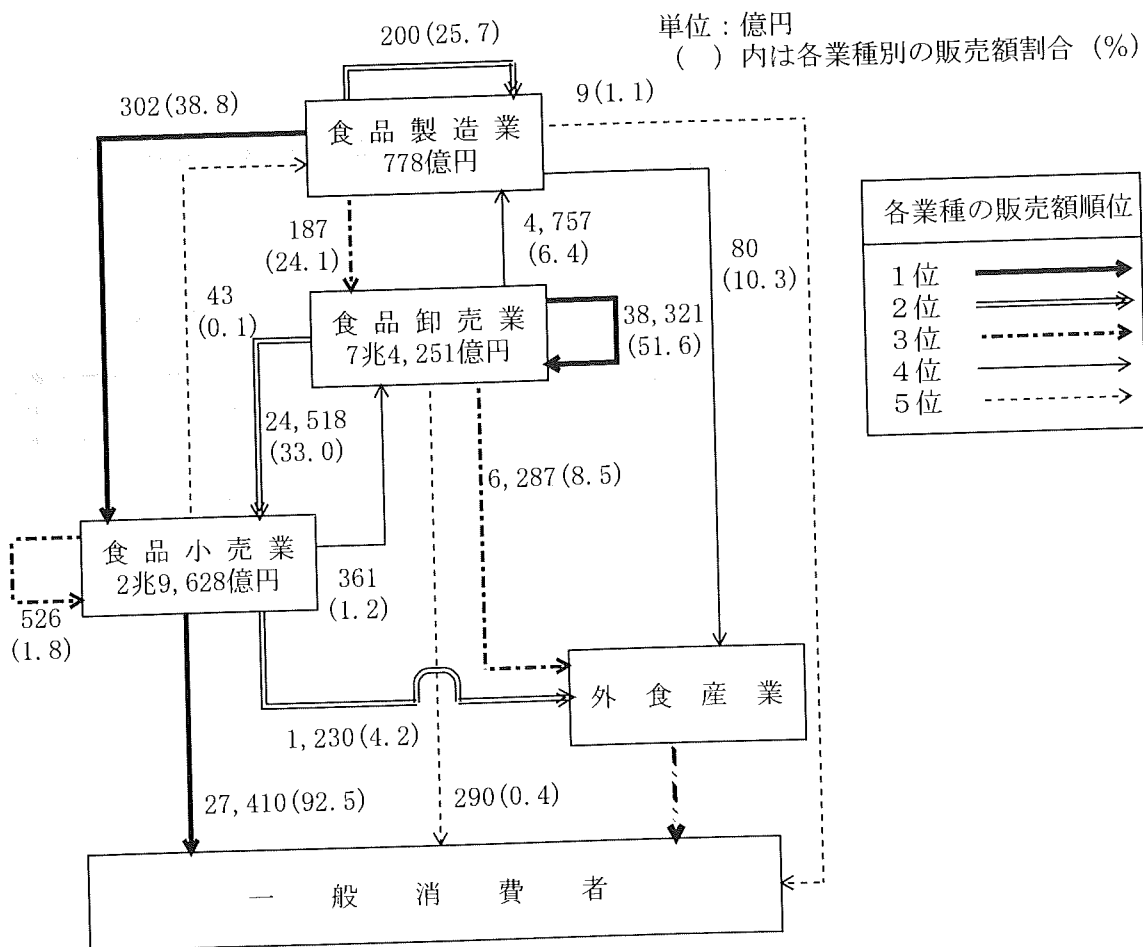 単位：億円
（　）内は各業種別の販売額割合（%）
200(25.7)
302(38.8)
9(1.1)
食品製造業
778億円
各業種の販売額順位
1位
2位
3位
4位
5位
187
(24.1)
4,757
(6.4)
80
(10.3)
43
(0.1)
食品卸売業
7兆4,251億円
38,321
(51.6)
24,518
(33.0)
6,287(8.5)
食品小売業
2兆9,628億円
526
(1.8)
361
(1.2)
外食産業
1,230(4.2)
27,410(92.5)
290(0.4)
一般消費者